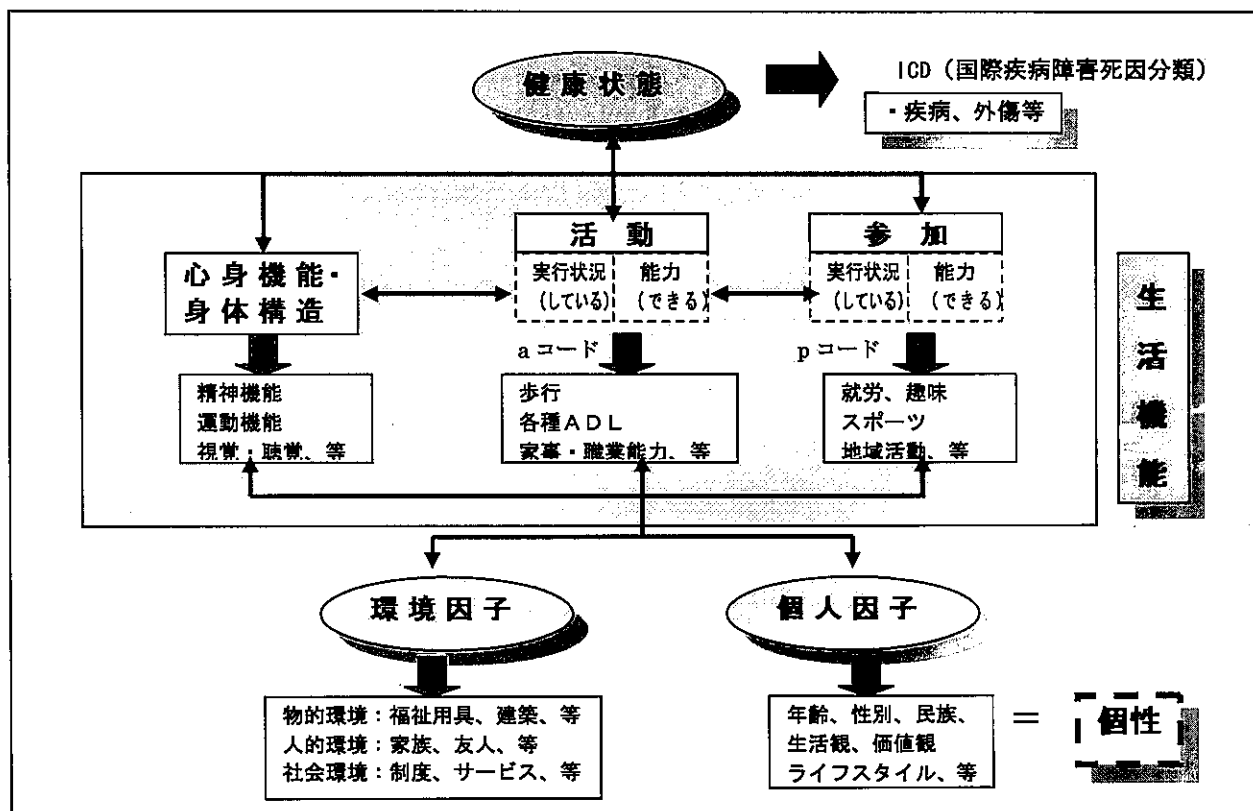 健康状態
ICD（国際疾病障害死因分類）
・疾病、外傷等
心身機能・
身体構造
活動
実行状況
(している)
能力
(できる)
参加
実行状況
(している)
能力
(できる)
aコード
pコード
精神機能
運動機能
視覚・聴覚、等
歩行
各種ＡＤＬ
家事・職業能力、等
就労、趣味
スポーツ
地域活動、等
生活機能
環境因子
個人因子
物的環境：福祉用具、建築、等
人的環境：家族、友人、等
社会環境：制度、サービス、等
年齢、性別、民族、
生活観、価値観
ライフスタイル、等
＝
個性